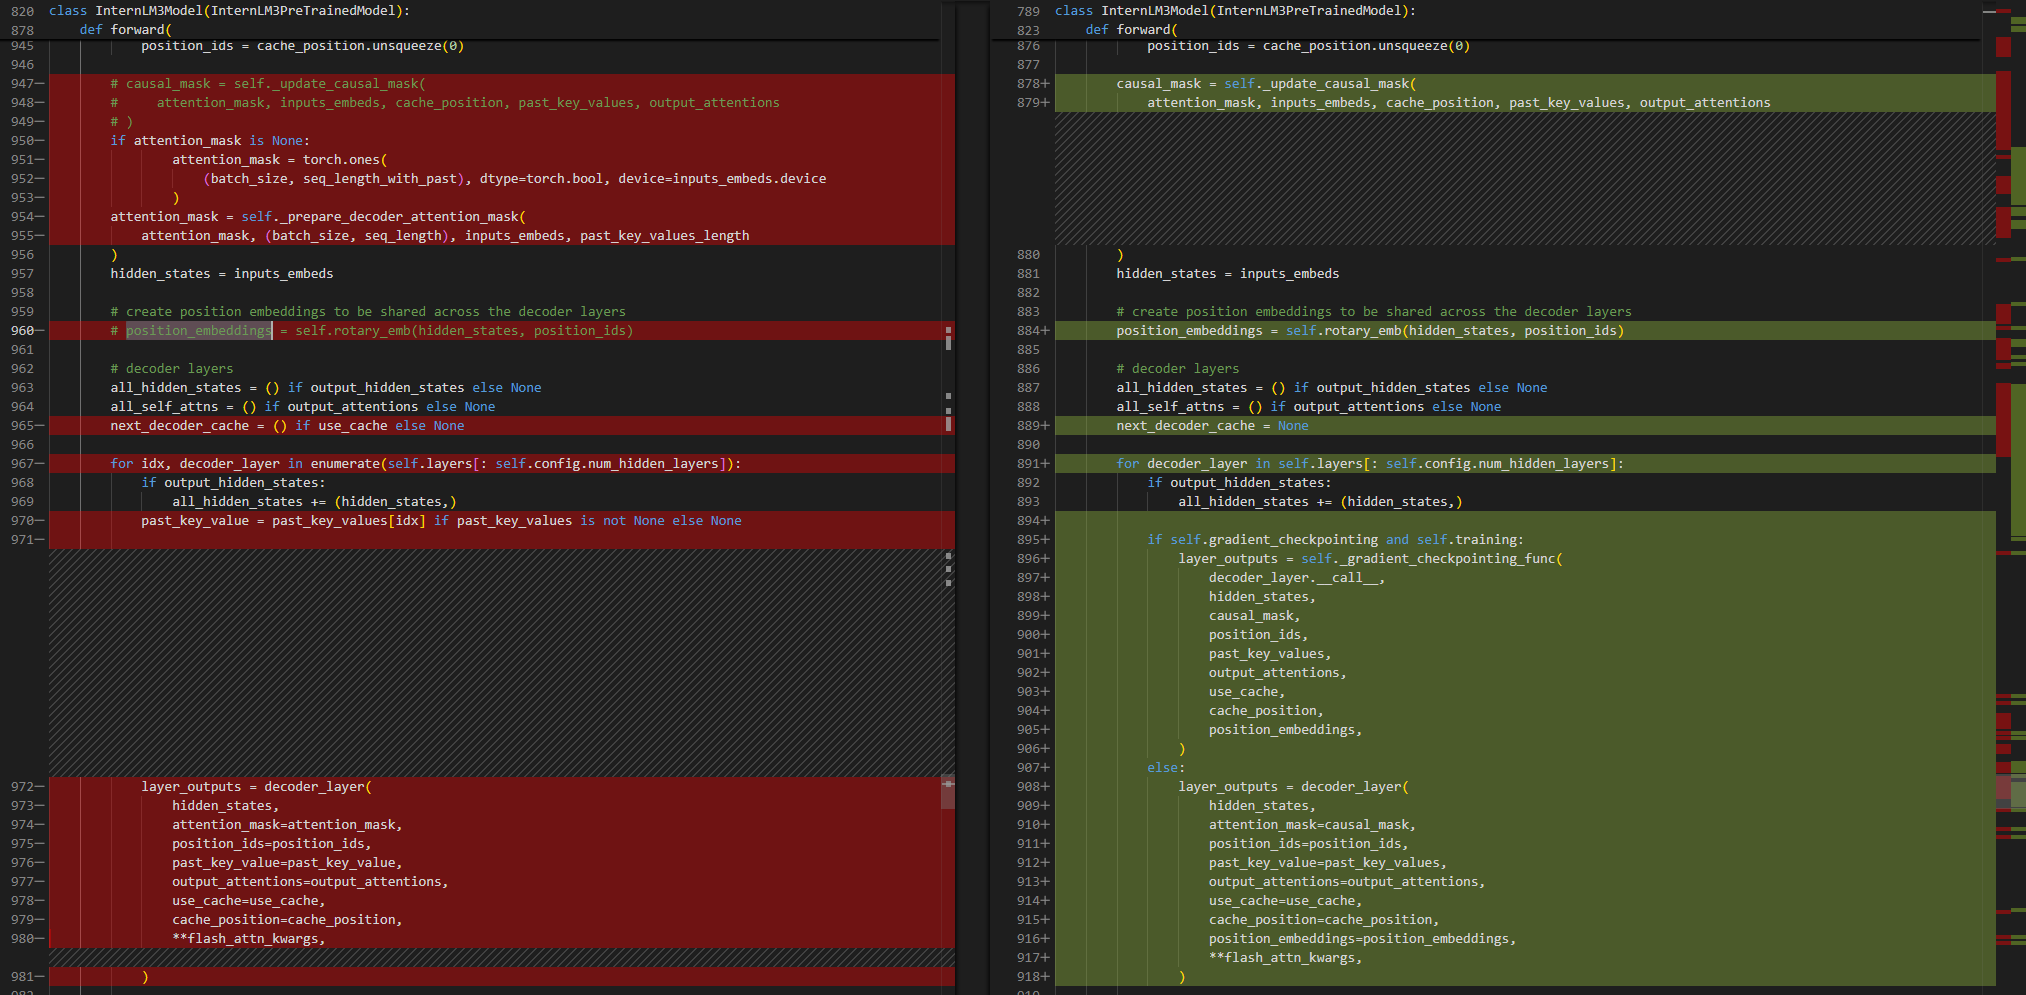 820 class InternLM3Model(InternLM3PreTrainedModel):
878     def forward(
945             position_ids = cache_position.unsqueeze(0)
946
947—         # causal_mask = self._update_causal_mask(
948—         #     attention_mask, inputs_embeds, cache_position, past_key_values, output_attentions
949—         # )
950—         if attention_mask is None:
951—                 attention_mask = torch.ones(
952—                     (batch_size, seq_length_with_past), dtype=torch.bool, device=inputs_embeds.device
953—                 )
954—         attention_mask = self._prepare_decoder_attention_mask(
955—             attention_mask, (batch_size, seq_length), inputs_embeds, past_key_values_length
956         )
957         hidden_states = inputs_embeds
958
959         # create position embeddings to be shared across the decoder layers
960—         # position_embeddings = self.rotary_emb(hidden_states, position_ids)
961
962         # decoder layers
963         all_hidden_states = () if output_hidden_states else None
964         all_self_attns = () if output_attentions else None
965—         next_decoder_cache = () if use_cache else None
966
967—         for idx, decoder_layer in enumerate(self.layers[: self.config.num_hidden_layers]):
968             if output_hidden_states:
969                 all_hidden_states += (hidden_states,)
970—             past_key_value = past_key_values[idx] if past_key_values is not None else None
971—
972—             layer_outputs = decoder_layer(
973—                 hidden_states,
974—                 attention_mask=attention_mask,
975—                 position_ids=position_ids,
976—                 past_key_value=past_key_value,
977—                 output_attentions=output_attentions,
978—                 use_cache=use_cache,
979—                 cache_position=cache_position,
980—                 **flash_attn_kwargs,
981—             )
789 class InternLM3Model(InternLM3PreTrainedModel):
823     def forward(
876             position_ids = cache_position.unsqueeze(0)
877
878+         causal_mask = self._update_causal_mask(
879+             attention_mask, inputs_embeds, cache_position, past_key_values, output_attentions
880         )
881         hidden_states = inputs_embeds
882
883         # create position embeddings to be shared across the decoder layers
884+         position_embeddings = self.rotary_emb(hidden_states, position_ids)
885
886         # decoder layers
887         all_hidden_states = () if output_hidden_states else None
888         all_self_attns = () if output_attentions else None
889+         next_decoder_cache = None
890
891+         for decoder_layer in self.layers[: self.config.num_hidden_layers]:
892             if output_hidden_states:
893                 all_hidden_states += (hidden_states,)
894+
895+             if self.gradient_checkpointing and self.training:
896+                 layer_outputs = self._gradient_checkpointing_func(
897+                     decoder_layer.__call__,
898+                     hidden_states,
899+                     causal_mask,
900+                     position_ids,
901+                     past_key_values,
902+                     output_attentions,
903+                     use_cache,
904+                     cache_position,
905+                     position_embeddings,
906+                 )
907+             else:
908+                 layer_outputs = decoder_layer(
909+                     hidden_states,
910+                     attention_mask=causal_mask,
911+                     position_ids=position_ids,
912+                     past_key_value=past_key_values,
913+                     output_attentions=output_attentions,
914+                     use_cache=use_cache,
915+                     cache_position=cache_position,
916+                     position_embeddings=position_embeddings,
917+                     **flash_attn_kwargs,
918+                 )